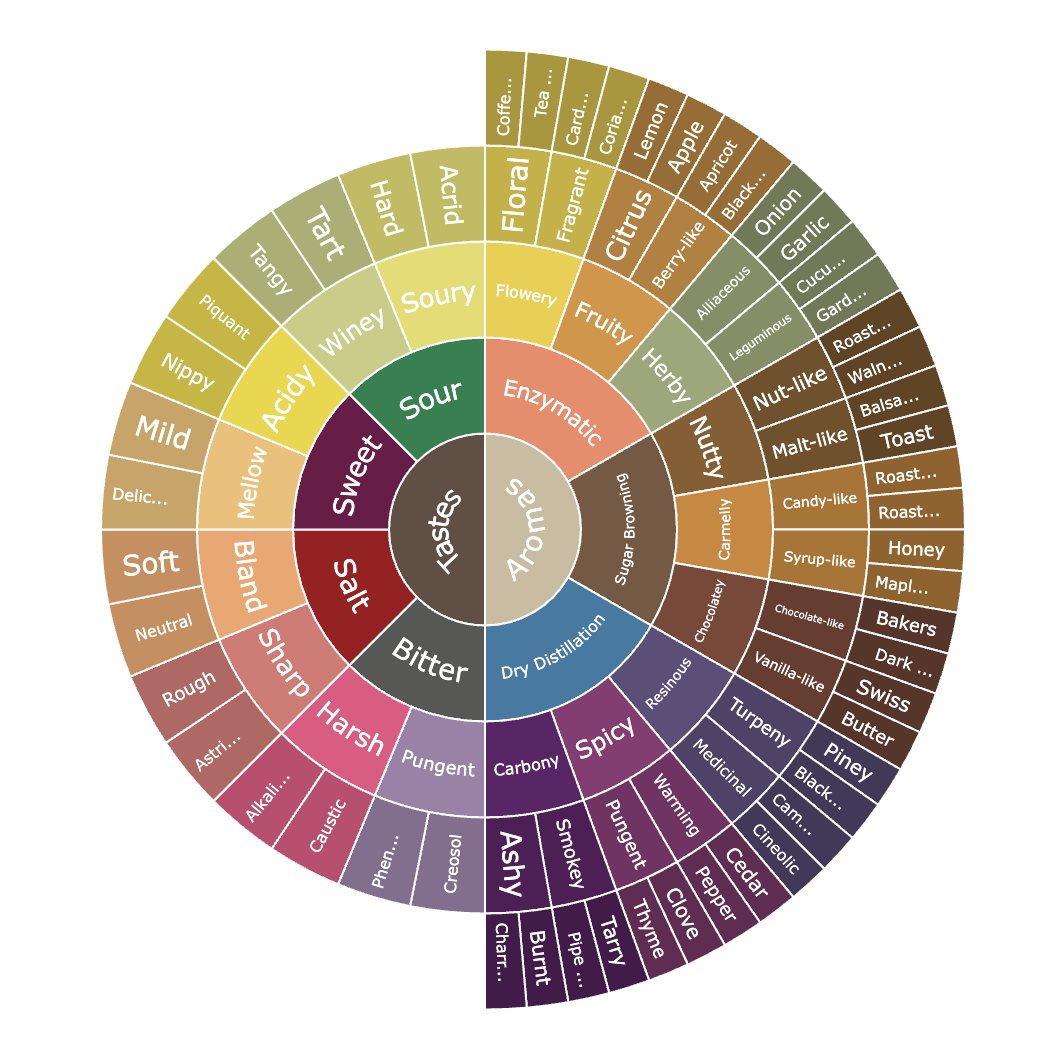 Aromas
Tastes
Enzymatic
Sugar Browning
Dry Distillation
Bitter
Salt
Sweet
Sour
Flowery
Fruity
Herby
Nutty
Carmelly
Chocolatey
Resinous
Spicy
Carbony
Pungent
Harsh
Sharp
Bland
Mellow
Acidy
Winey
Soury
Floral
Fragrant
Citrus
Berry-like
Alliaceous
Leguminous
Nut-like
Malt-like
Candy-like
Syrup-like
Chocolate-like
Vanilla-like
Turpeny
Medicinal
Warming
Pungent
Smokey
Ashy
Creosol
Phen...
Caustic
Alkali...
Astri...
Rough
Neutral
Soft
Delic...
Mild
Nippy
Piquant
Tangy
Tart
Hard
Acrid
Coffe...
Tea ...
Card...
Coria...
Lemon
Apple
Apricot
Black...
Onion
Garlic
Cucu...
Gard...
Roast...
Waln...
Balsa...
Toast
Roast...
Roast...
Honey
Mapl...
Bakers
Dark ...
Swiss
Butter
Piney
Black...
Cam...
Cineolic
Cedar
Pepper
Clove
Thyme
Tarry
Pipe ...
Burnt
Charr...